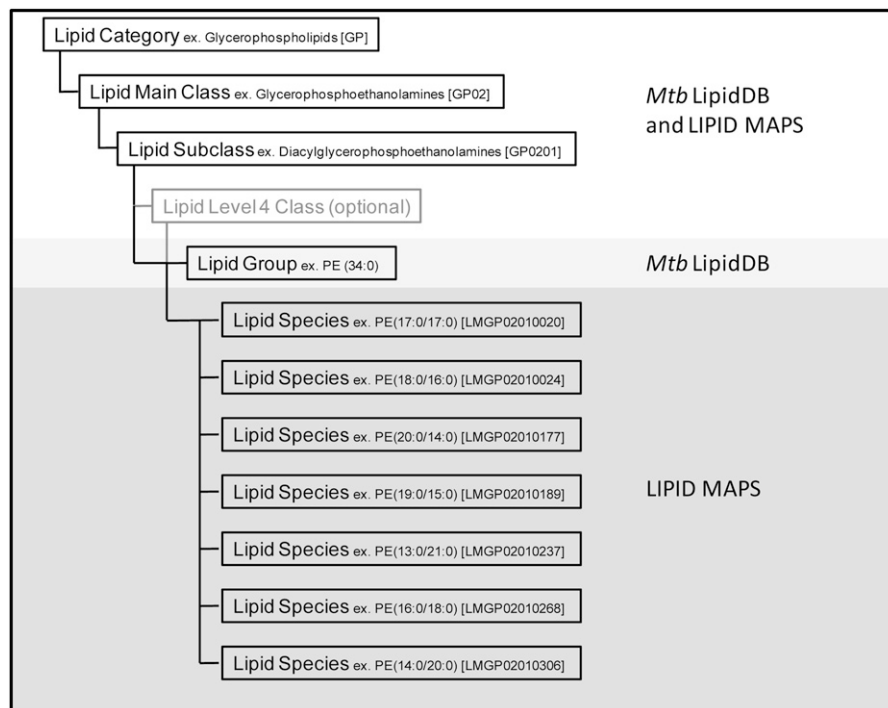 Lipid Category ex. Glycerophospholipids [GP]
Lipid Main Class ex. Glycerophosphoethanolamines [GP02]
Mtb LipidDB
and LIPID MAPS
Lipid Subclass ex. Diacylglycerophosphoethanolamines [GP0201]
Lipid Level 4 Class (optional)
Lipid Group ex. PE (34:0)
Mtb LipidDB
Lipid Species ex. PE(17:0/17:0) [LMGP02010020]
Lipid Species ex. PE(18:0/16:0) [LMGP02010024]
Lipid Species ex. PE(20:0/14:0) [LMGP02010177]
Lipid Species ex. PE(19:0/15:0) [LMGP02010189]
LIPID MAPS
Lipid Species ex. PE(13:0/21:0) [LMGP02010237]
Lipid Species ex. PE(16:0/18:0) [LMGP02010268]
Lipid Species ex. PE(14:0/20:0) [LMGP02010306]